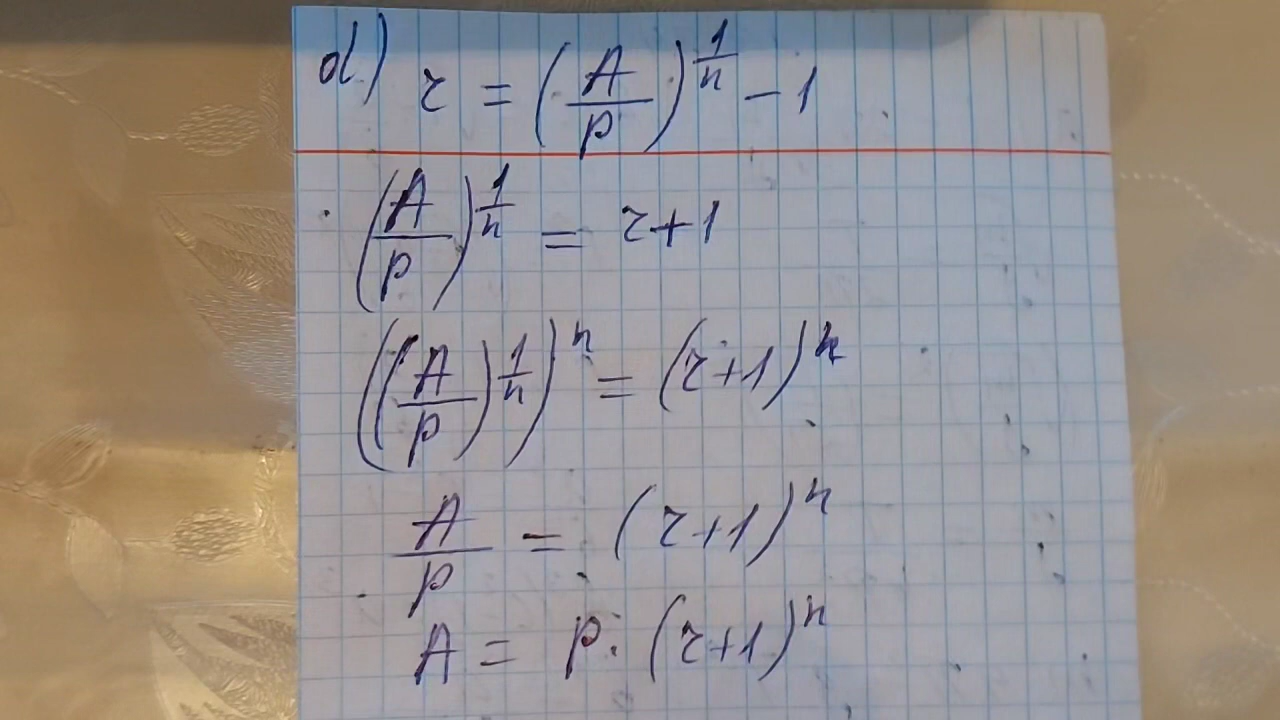 d) r = (A/P)^(1/n) - 1
(A/P)^(1/n) = r+1
((A/P)^(1/n))^n = (r+1)^n
A/P = (r+1)^n
A = P · (r+1)^n